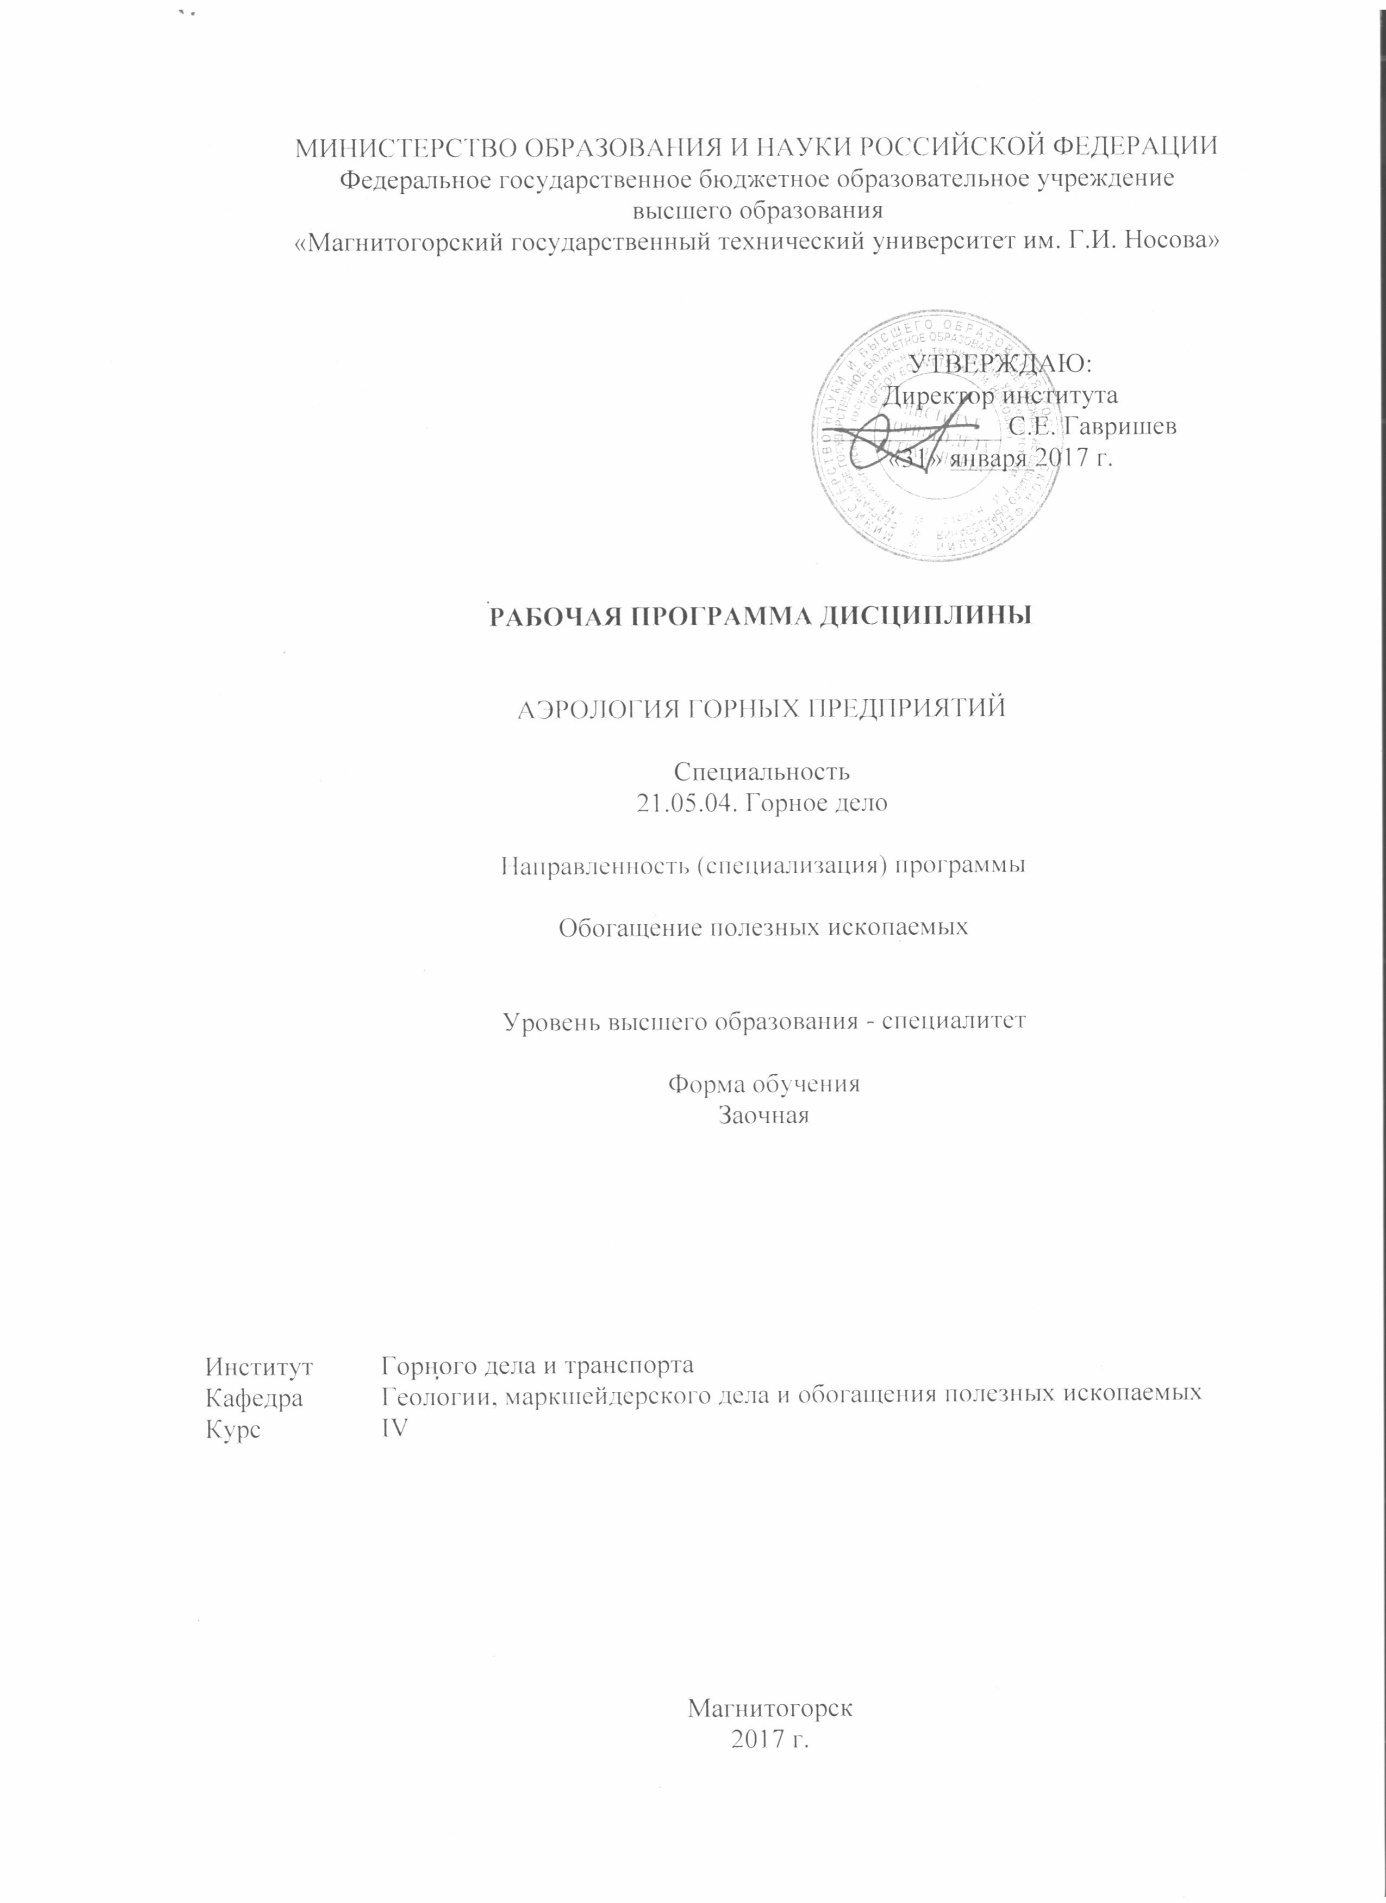 МИНИСТЕРСТВО ОБРАЗОВАНИЯ И НАУКИ РОССИЙСКОЙ ФЕДЕРАЦИИ
Федеральное государственное бюджетное образовательное учреждение
высшего образования
«Магнитогорский государственный технический университет им. Г.И. Носова»
УТВЕРЖДАЮ:
Директор института
С.Е. Гавришев
«31» января 2017 г.
РАБОЧАЯ ПРОГРАММА ДИСЦИПЛИНЫ
АЭРОЛОГИЯ ГОРНЫХ ПРЕДПРИЯТИЙ
Специальность
21.05.04. Горное дело
Направленность (специализация) программы
Обогащение полезных ископаемых
Уровень высшего образования - специалитет
Форма обучения
Заочная
Институт Горного дела и транспорта
Кафедра Геологии, маркшейдерского дела и обогащения полезных ископаемых
Курс IV
Магнитогорск
2017 г.